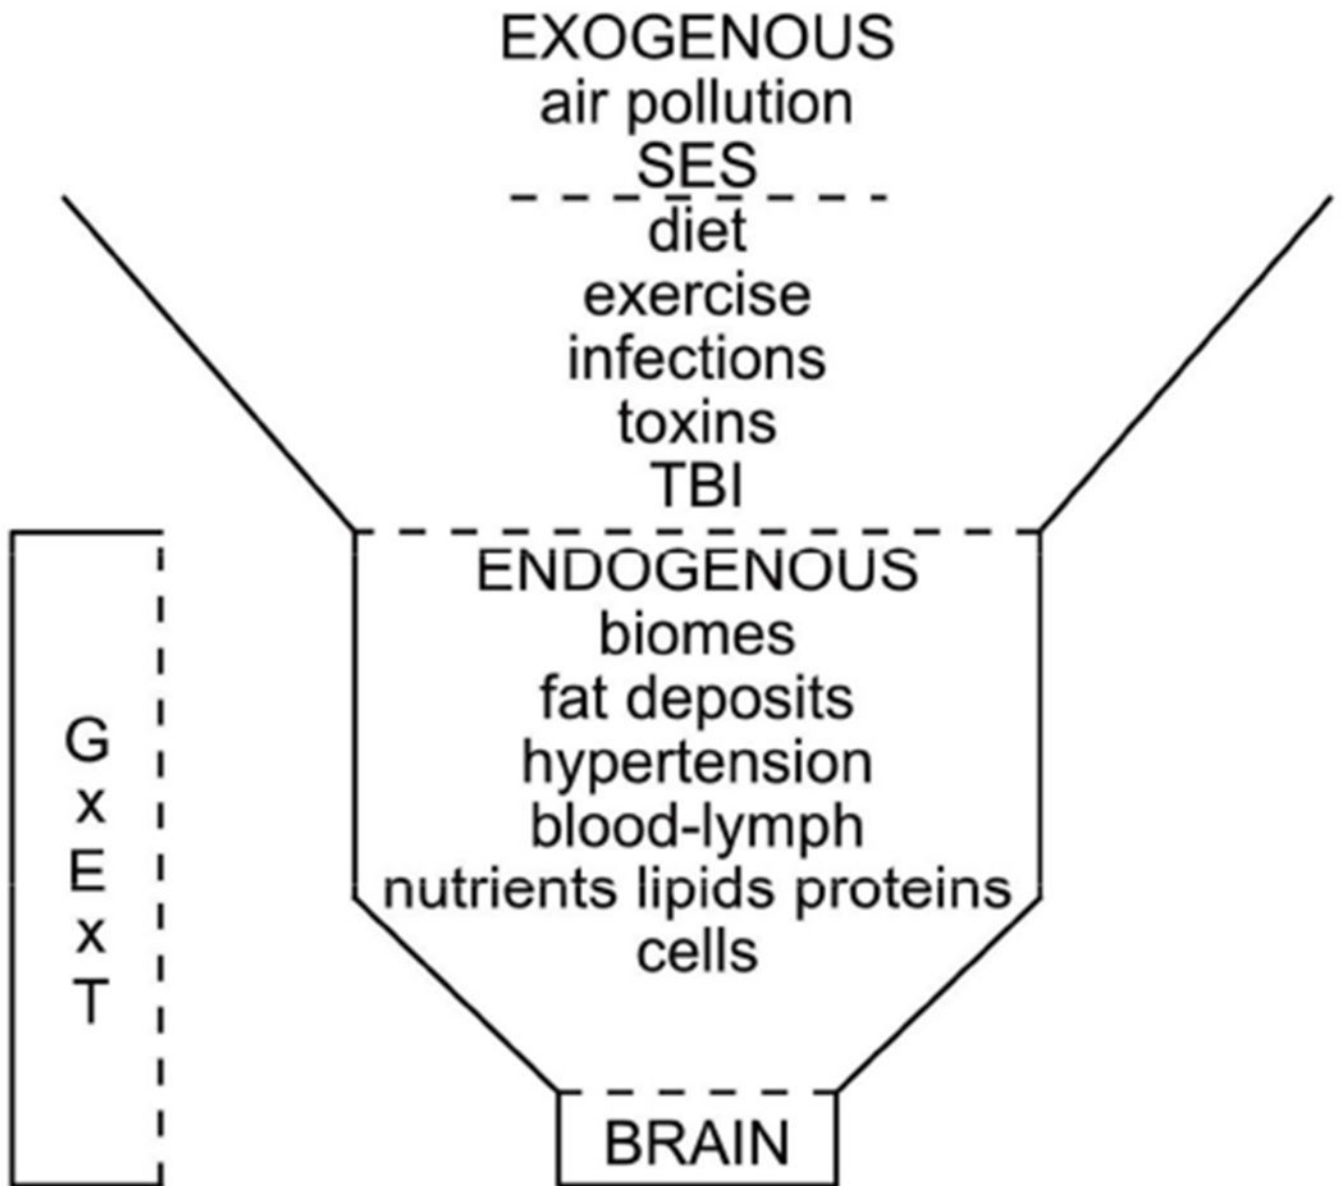 EXOGENOUS
air pollution
SES
diet
exercise
infections
toxins
TBI
ENDOGENOUS
biomes
fat deposits
hypertension
blood-lymph
nutrients lipids proteins
cells
BRAIN
G
x
E
x
T